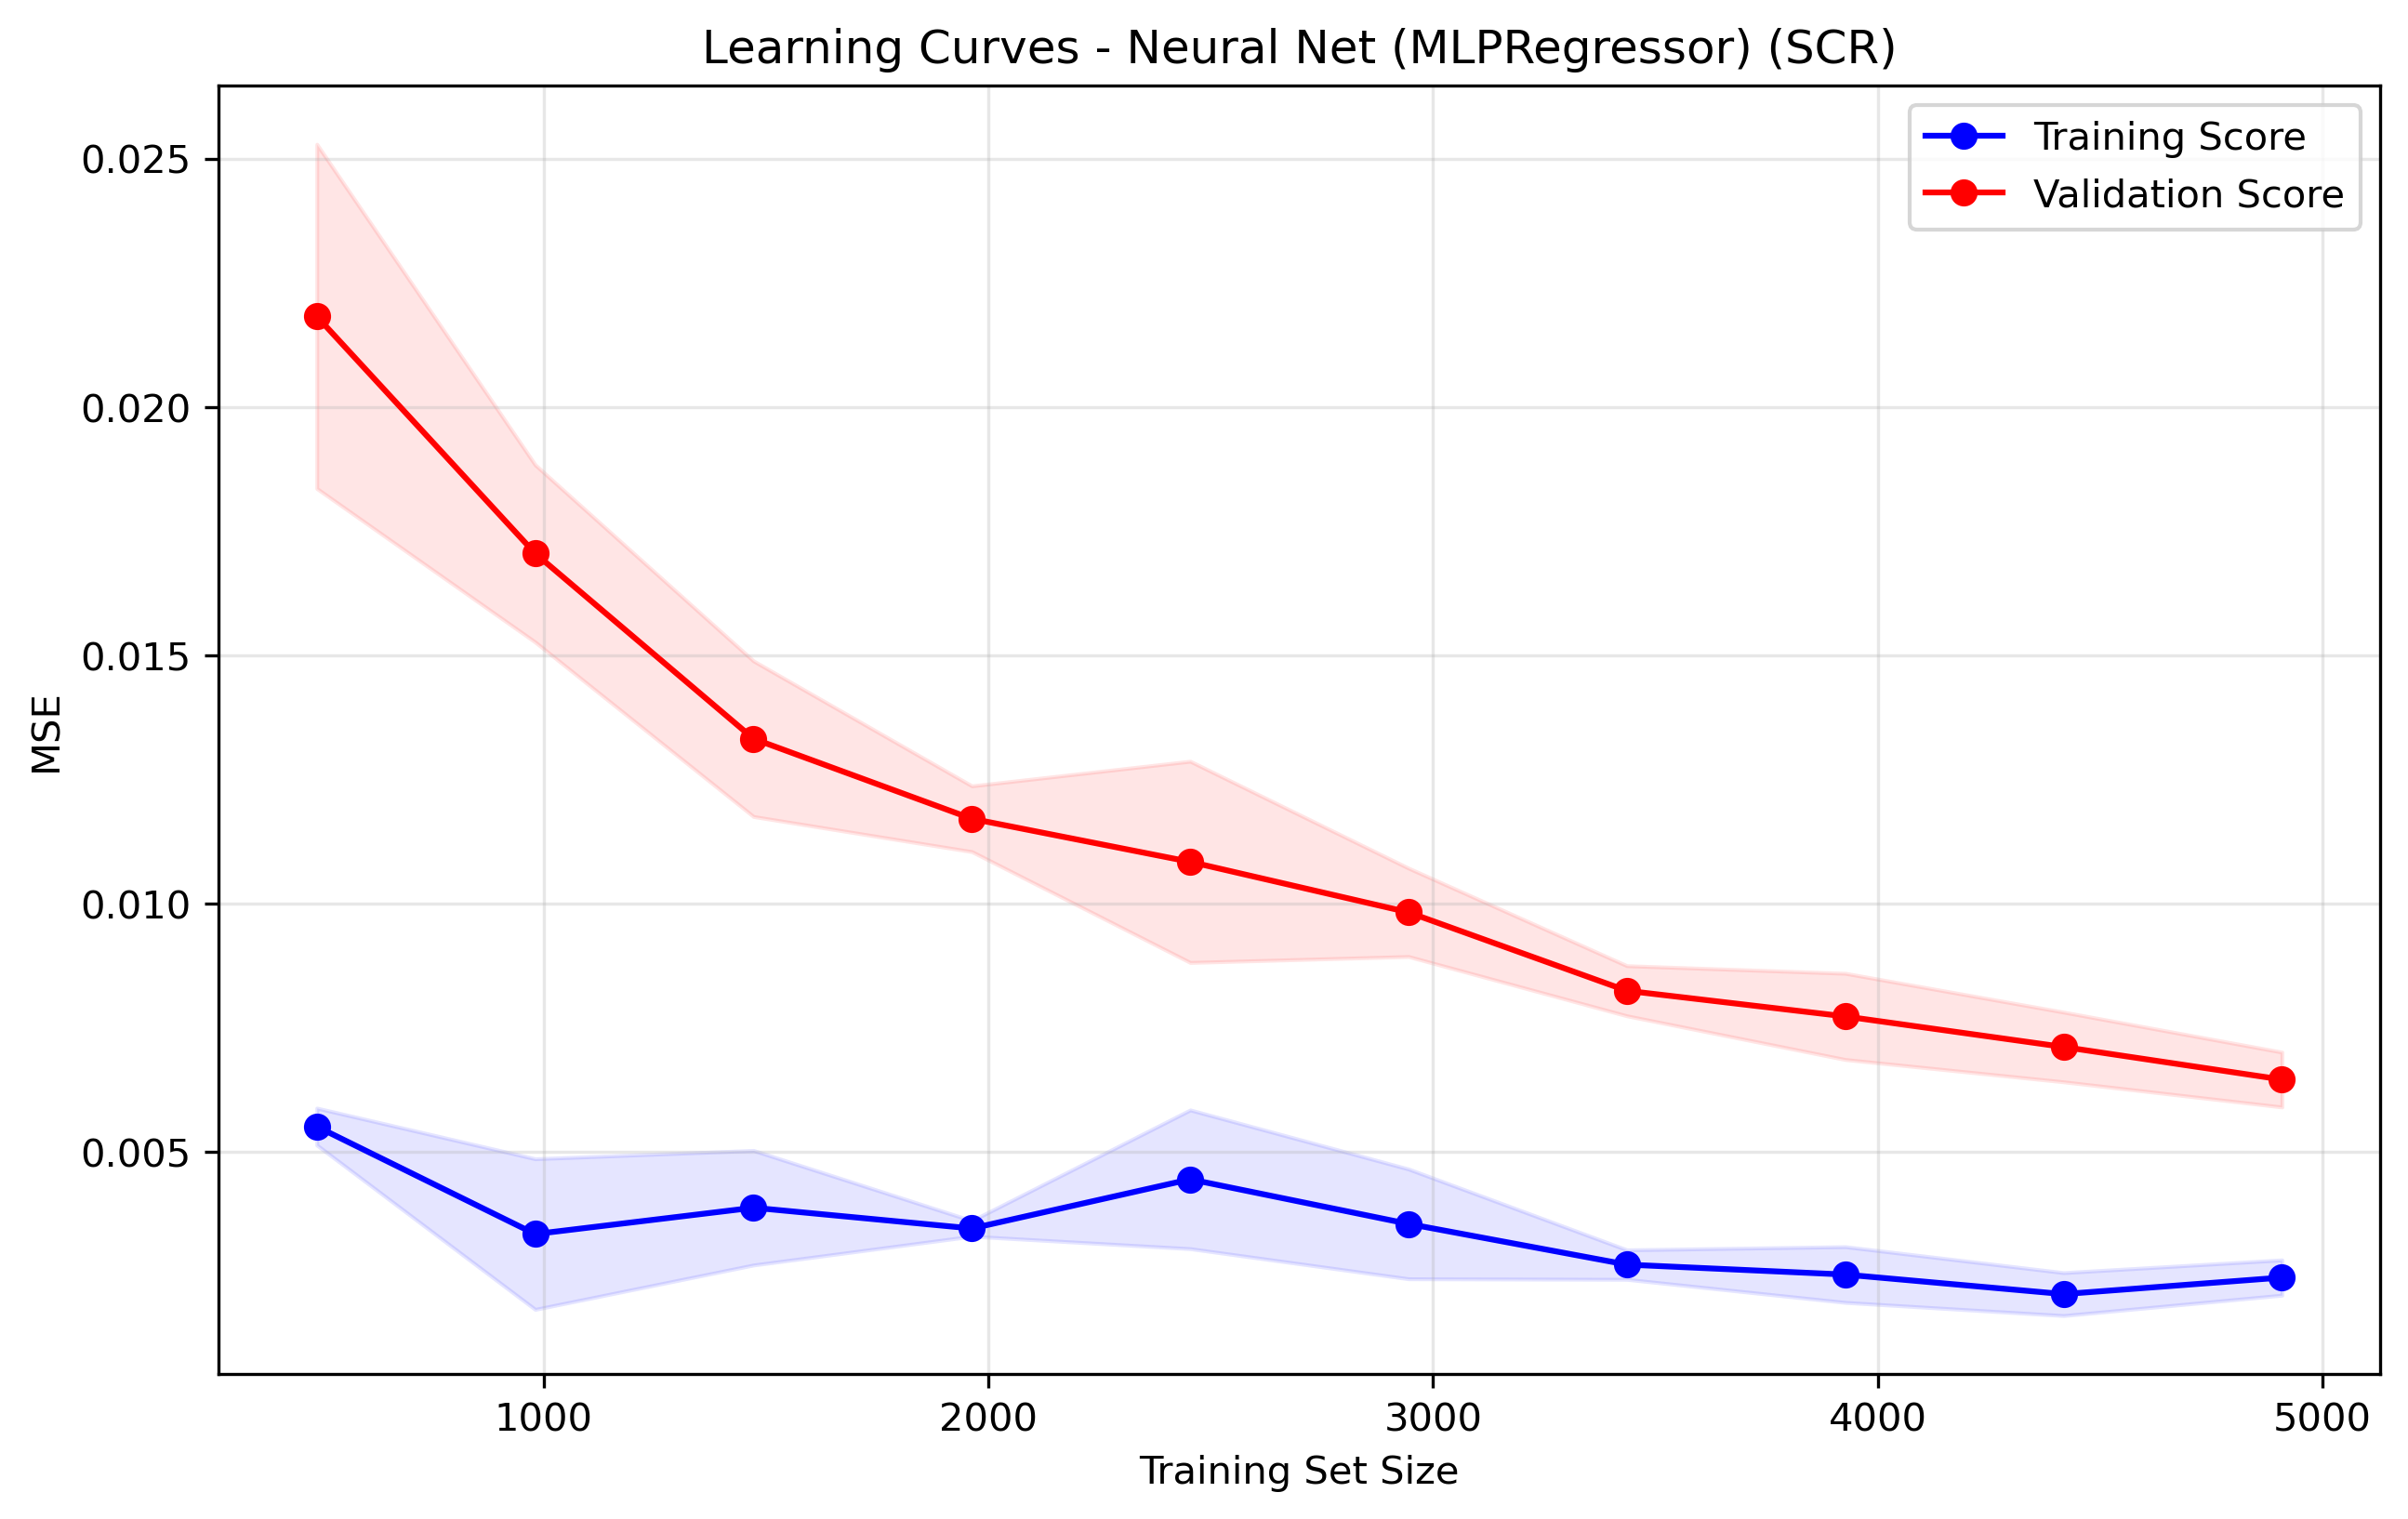 Learning Curves - Neural Net (MLPRegressor) (SCR)
Training Score
Validation Score
MSE
0.025
0.020
0.015
0.010
0.005
1000 2000 3000 4000 5000
Training Set Size